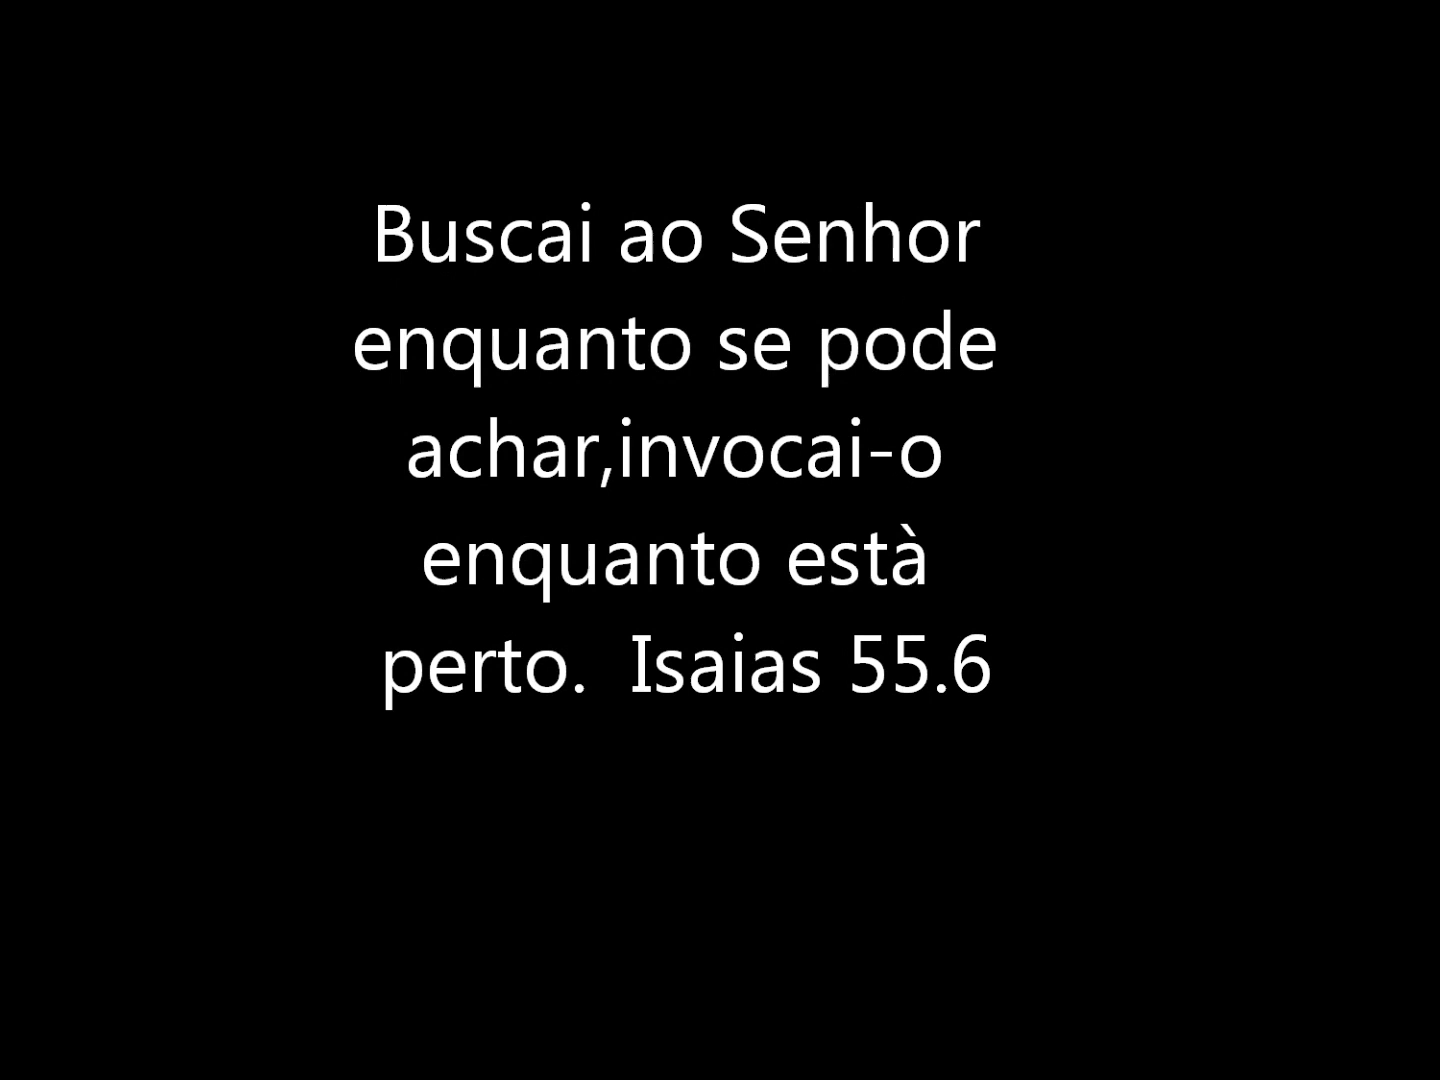 Buscai ao Senhor
enquanto se pode
achar,invocai-o
enquanto està
perto.  Isaias 55.6